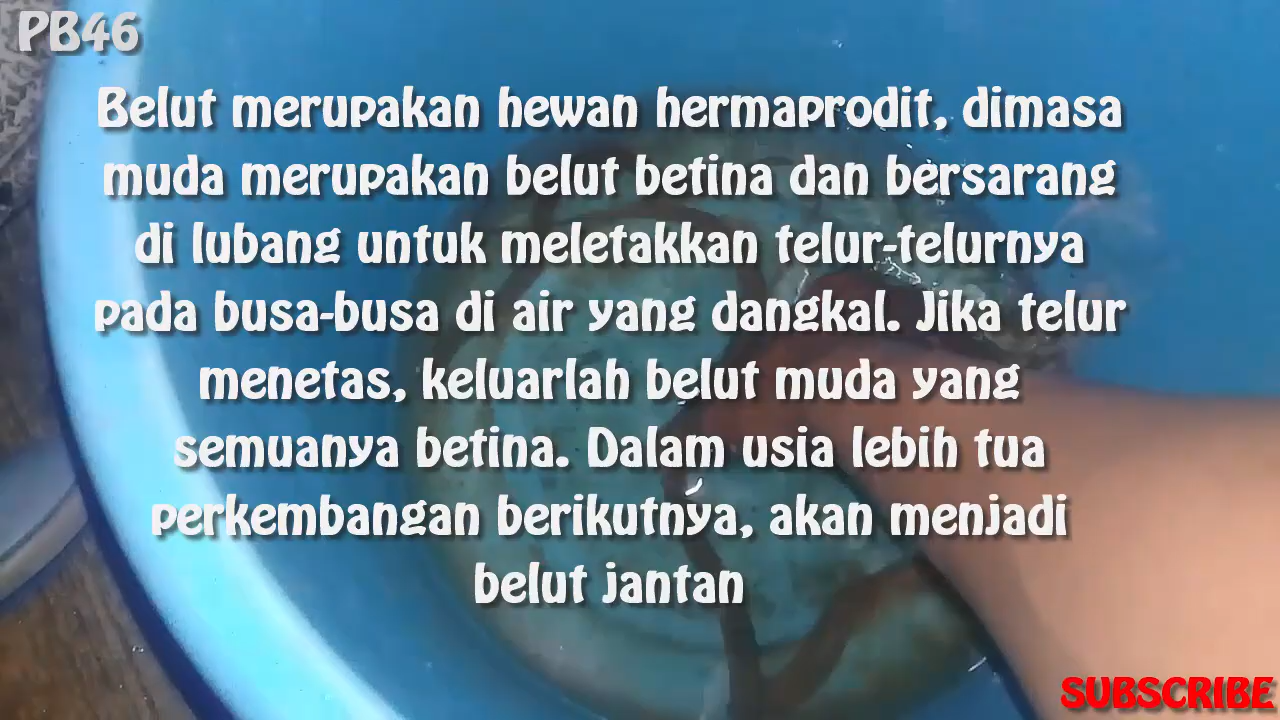 PB46
Belut merupakan hewan hermaprodit, dimasa
muda merupakan belut betina dan bersarang
di lubang untuk meletakkan telur-telurnya
pada busa-busa di air yang dangkal. Jika telur
menetas, keluarlah belut muda yang
semuanya betina. Dalam usia lebih tua
perkembangan berikutnya, akan menjadi
belut jantan
SUBSCRIBE